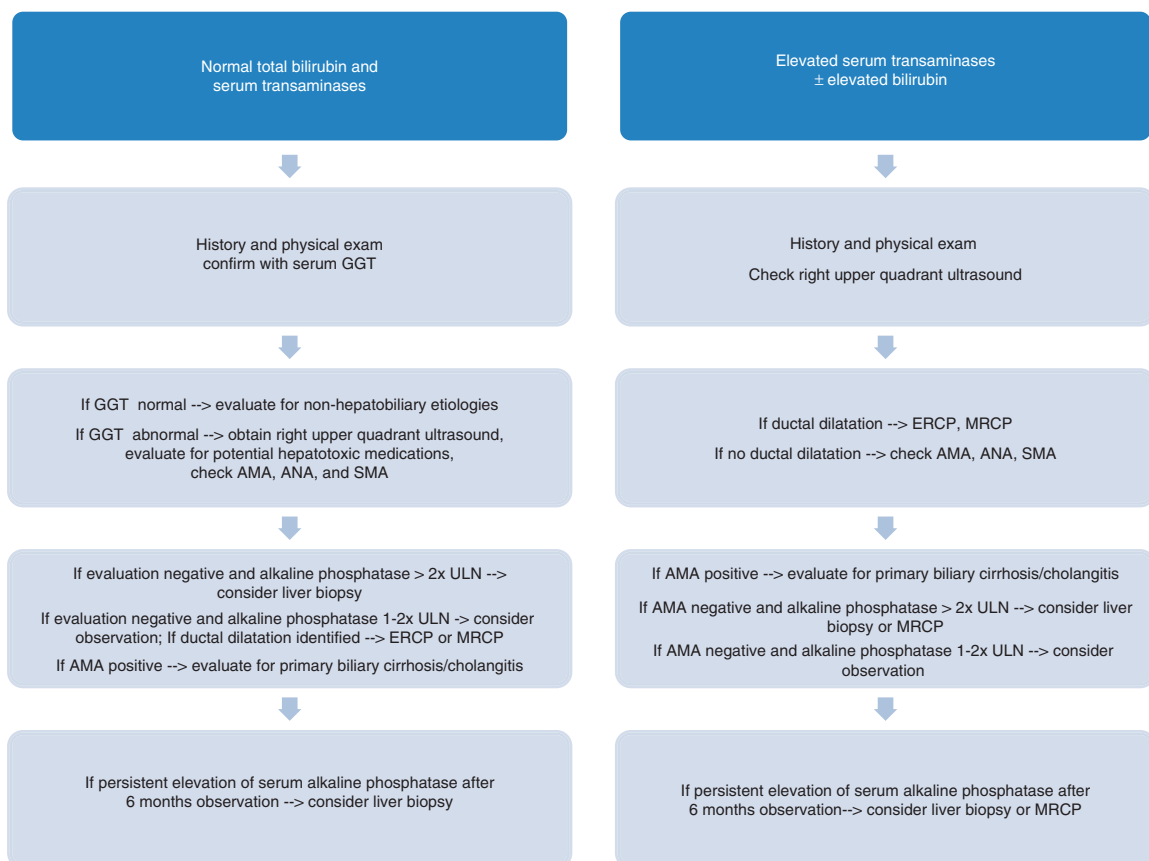 Normal total bilirubin and
serum transaminases
History and physical exam
confirm with serum GGT
If GGT normal --> evaluate for non-hepatobiliary etiologies
If GGT abnormal --> obtain right upper quadrant ultrasound,
evaluate for potential hepatotoxic medications,
check AMA, ANA, and SMA
If evaluation negative and alkaline phosphatase > 2x ULN -->
consider liver biopsy
If evaluation negative and alkaline phosphatase 1-2x ULN -> consider
observation; If ductal dilatation identified --> ERCP or MRCP
If AMA positive --> evaluate for primary biliary cirrhosis/cholangitis
If persistent elevation of serum alkaline phosphatase after
6 months observation --> consider liver biopsy
Elevated serum transaminases
± elevated bilirubin
History and physical exam
Check right upper quadrant ultrasound
If ductal dilatation --> ERCP, MRCP
If no ductal dilatation --> check AMA, ANA, SMA
If AMA positive --> evaluate for primary biliary cirrhosis/cholangitis
If AMA negative and alkaline phosphatase > 2x ULN --> consider liver
biopsy or MRCP
If AMA negative and alkaline phosphatase 1-2x ULN --> consider
observation
If persistent elevation of serum alkaline phosphatase after
6 months observation--> consider liver biopsy or MRCP